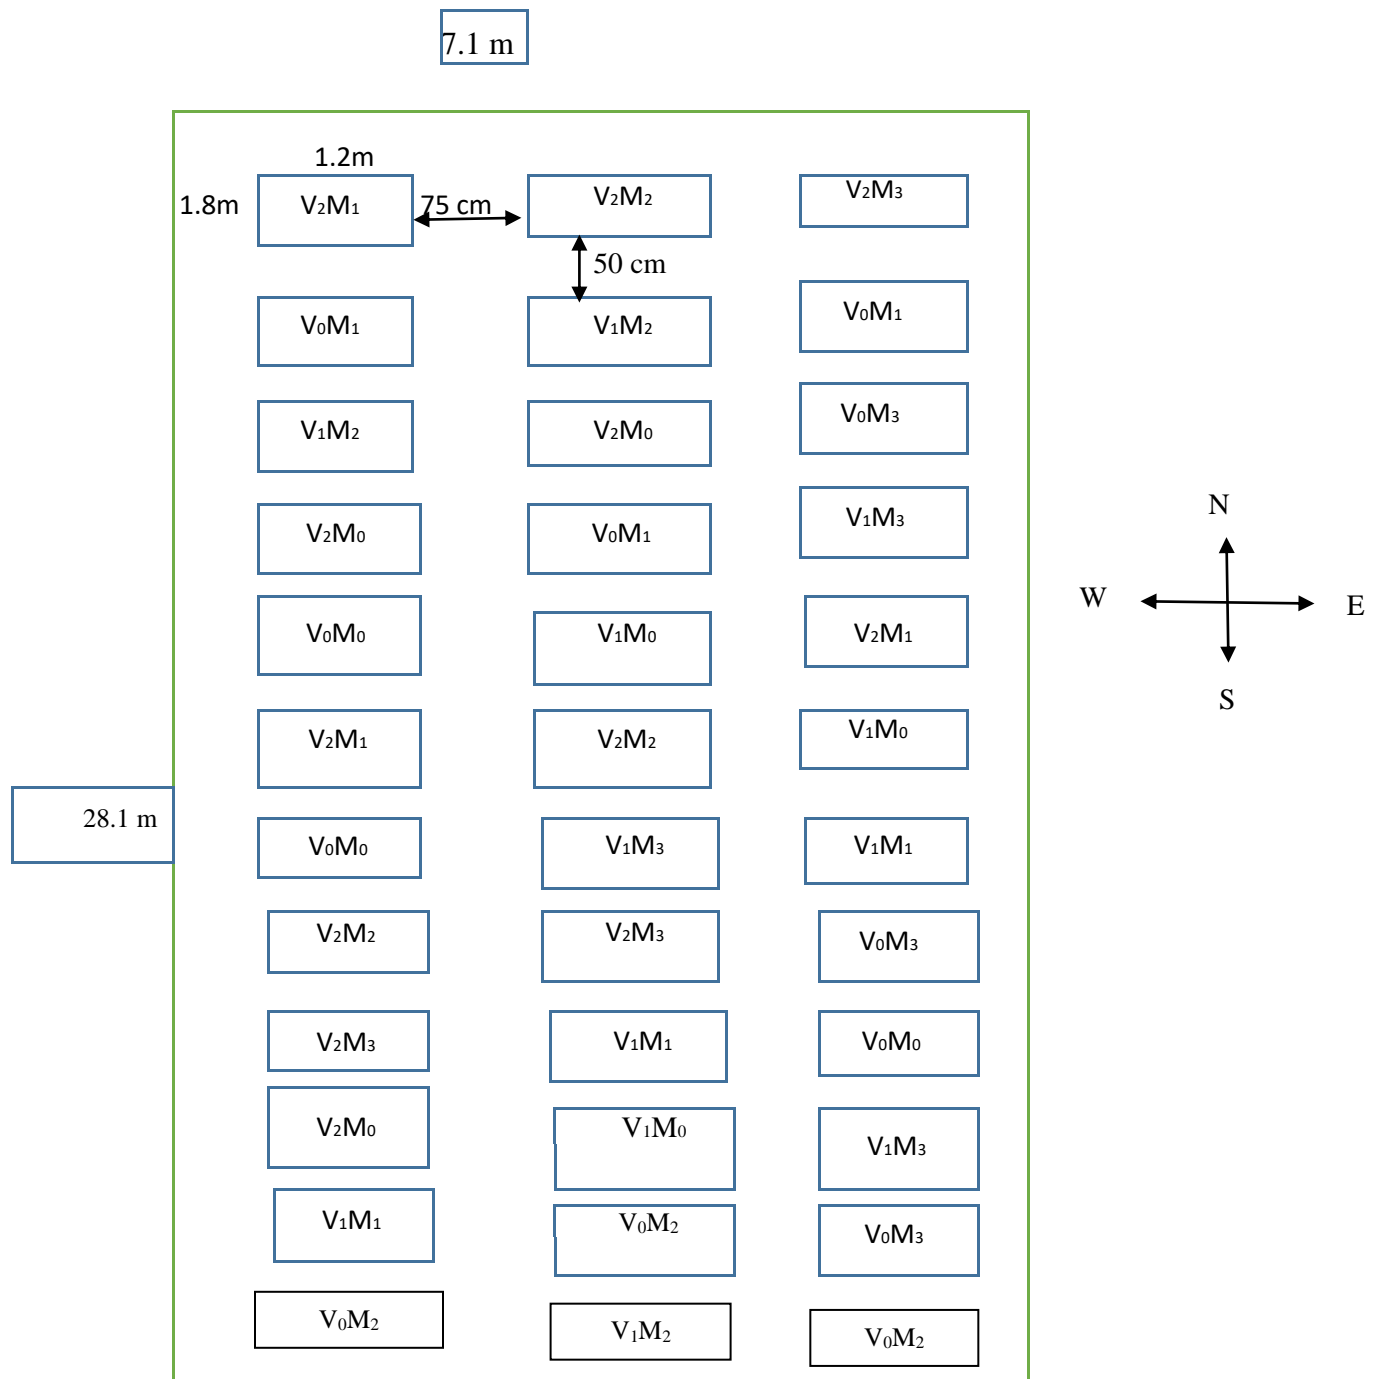 7.1 m
1.2m
1.8m V₂M₁ 75 cm V₂M₂ V₂M₃
50 cm
V₀M₁ V₁M₂ V₀M₁
V₁M₂ V₂M₀ V₀M₃
V₂M₀ V₀M₁ V₁M₃
N
W E
S
V₀M₀ V₁M₀ V₂M₁
V₂M₁ V₂M₂ V₁M₀
28.1 m
V₀M₀ V₁M₃ V₁M₁
V₂M₂ V₂M₃ V₀M₃
V₂M₃ V₁M₁ V₀M₀
V₂M₀ V₁M₀ V₁M₃
V₁M₁ V₀M₂ V₀M₃
V₀M₂ V₁M₂ V₀M₂